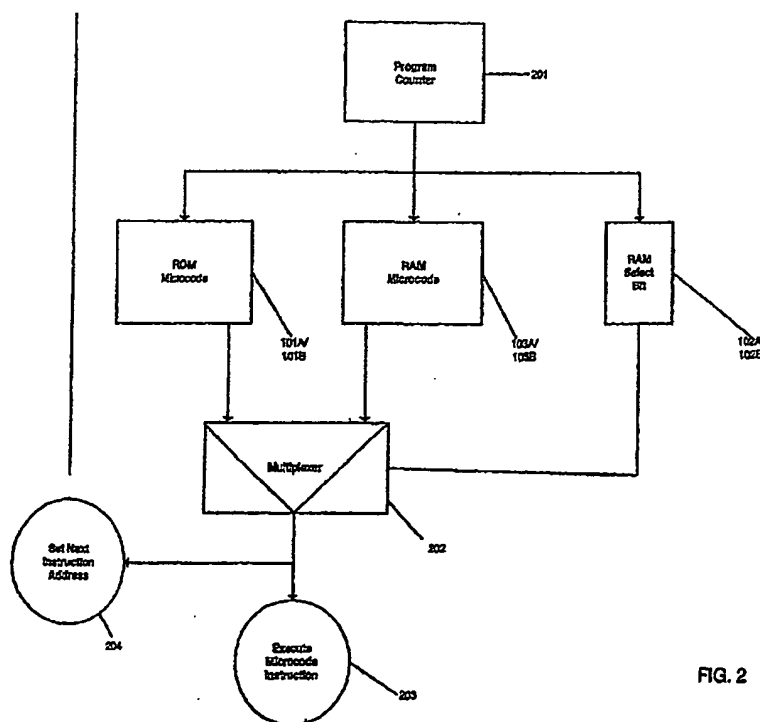 Program
Counter
201
ROM
Microcode
RAM
Microcode
RAM
Select
Bit
101A/
101B
103A/
103B
102A/
102B
Multiplexer
202
Set Next
Instruction
Address
204
Execute
Microcode
Instruction
203
FIG. 2